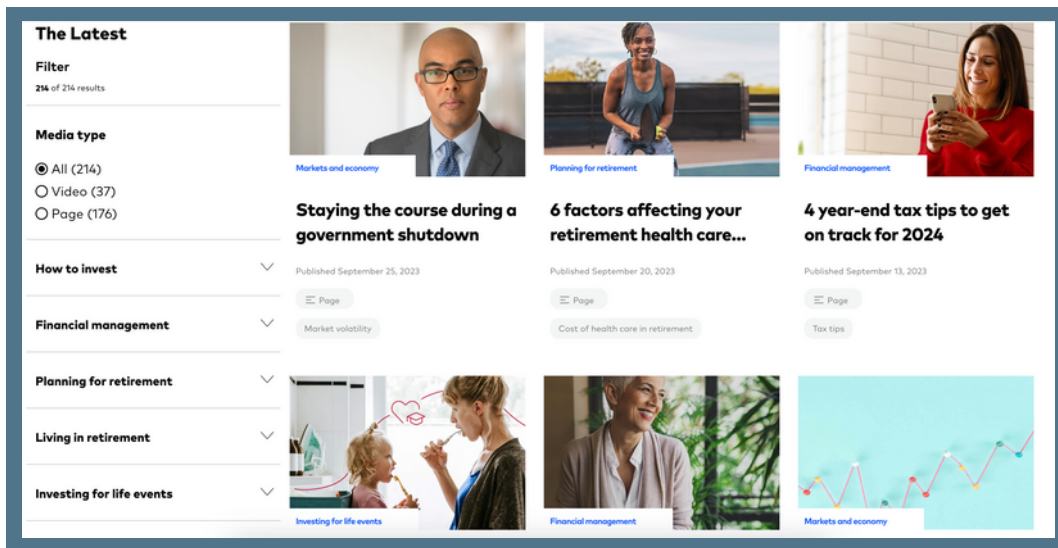 The Latest
Filter
214 of 214 results
Media type
All (214)
Video (37)
Page (176)
How to invest
Financial management
Planning for retirement
Living in retirement
Investing for life events
Markets and economy
Staying the course during a
government shutdown
Published September 25, 2023
Page
Market volatility
Planning for retirement
6 factors affecting your
retirement health care...
Published September 20, 2023
Page
Cost of health care in retirement
Financial management
4 year-end tax tips to get
on track for 2024
Published September 13, 2023
Page
Tax tips
Investing for life events
Financial management
Markets and economy